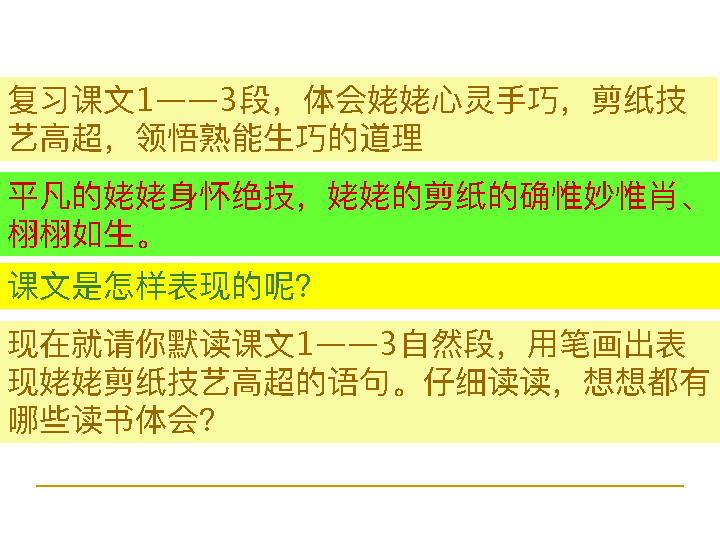 复习课文1——3段，体会姥姥心灵手巧，剪纸技
艺高超，领悟熟能生巧的道理
平凡的姥姥身怀绝技，姥姥的剪纸的确惟妙惟肖、
栩栩如生。
课文是怎样表现的呢?
现在就请你默读课文1——3自然段，用笔画出表
现姥姥剪纸技艺高超的语句。仔细读读，想想都有
哪些读书体会?